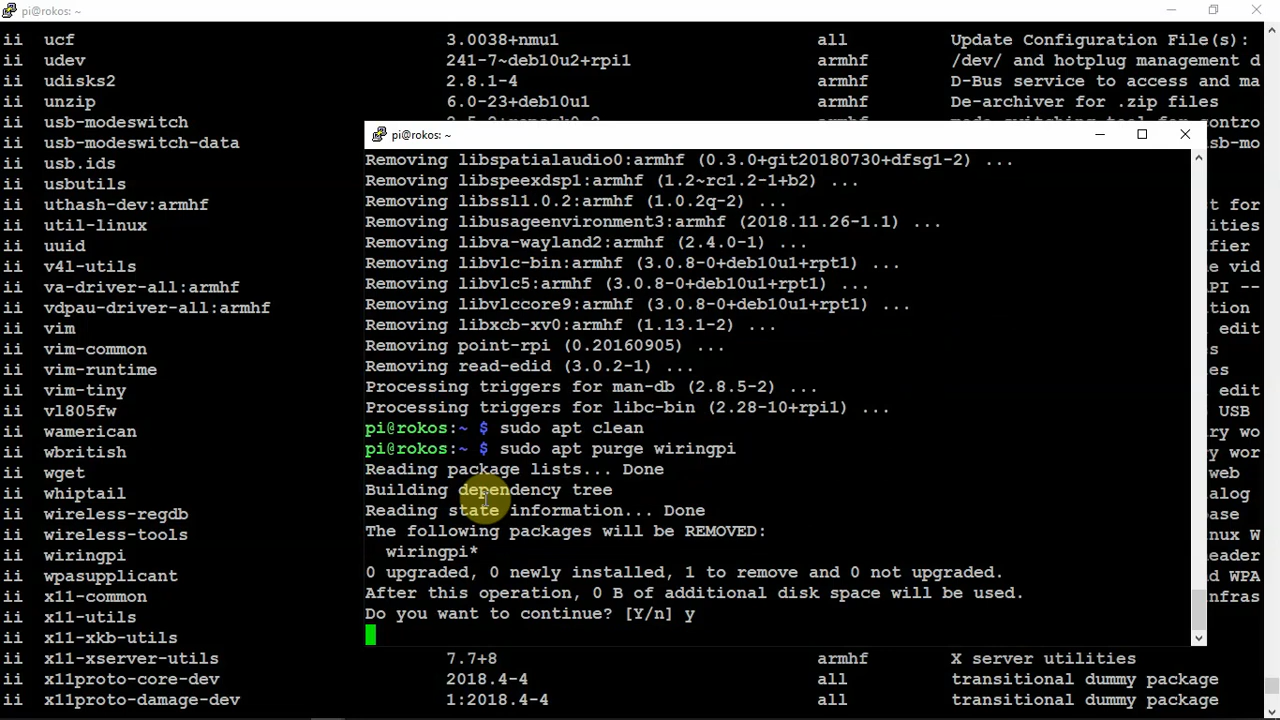 pi@rokos: ~
ii ucf 3.0038+nmu1 all Update Configuration File(s):
ii udev 241-7~deb10u2+rpi1 armhf /dev/ and hotplug management d
ii udisks2 2.8.1-4 armhf D-Bus service to access and ma
ii unzip 6.0-23+deb10u1 armhf De-archiver for .zip files
ii usb-modeswitch
ii usb-modeswitch-data
ii usb.ids
ii usbutils
ii uthash-dev:armhf
ii util-linux
ii uuid
ii v4l-utils
ii va-driver-all:armhf
ii vdpau-driver-all:armhf
ii vim
ii vim-common
ii vim-runtime
ii vim-tiny
ii vl805fw
ii wamerican
ii wbritish
ii wget
ii whiptail
ii wireless-regdb
ii wireless-tools
ii wiringpi
ii wpasupplicant
ii x11-common
ii x11-utils
ii x11-xkb-utils
ii x11-xserver-utils 7.7+8 armhf X server utilities
ii x11proto-core-dev 2018.4-4 all transitional dummy package
ii x11proto-damage-dev 1:2018.4-4 all transitional dummy package
pi@rokos: ~
Removing libspatialaudio0:armhf (0.3.0+git20180730+dfsg1-2) ...
Removing libspeexdsp1:armhf (1.2~rc1.2-1+b2) ...
Removing libssl1.0.2:armhf (1.0.2q-2) ...
Removing libusageenvironment3:armhf (2018.11.26-1.1) ...
Removing libva-wayland2:armhf (2.4.0-1) ...
Removing libvlc-bin:armhf (3.0.8-0+deb10u1+rpt1) ...
Removing libvlc5:armhf (3.0.8-0+deb10u1+rpt1) ...
Removing libvlccore9:armhf (3.0.8-0+deb10u1+rpt1) ...
Removing libxcb-xv0:armhf (1.13.1-2) ...
Removing point-rpi (0.20160905) ...
Removing read-edid (3.0.2-1) ...
Processing triggers for man-db (2.8.5-2) ...
Processing triggers for libc-bin (2.28-10+rpi1) ...
pi@rokos:~ $ sudo apt clean
pi@rokos:~ $ sudo apt purge wiringpi
Reading package lists... Done
Building dependency tree
Reading state information... Done
The following packages will be REMOVED:
wiringpi*
0 upgraded, 0 newly installed, 1 to remove and 0 not upgraded.
After this operation, 0 B of additional disk space will be used.
Do you want to continue? [Y/n] y